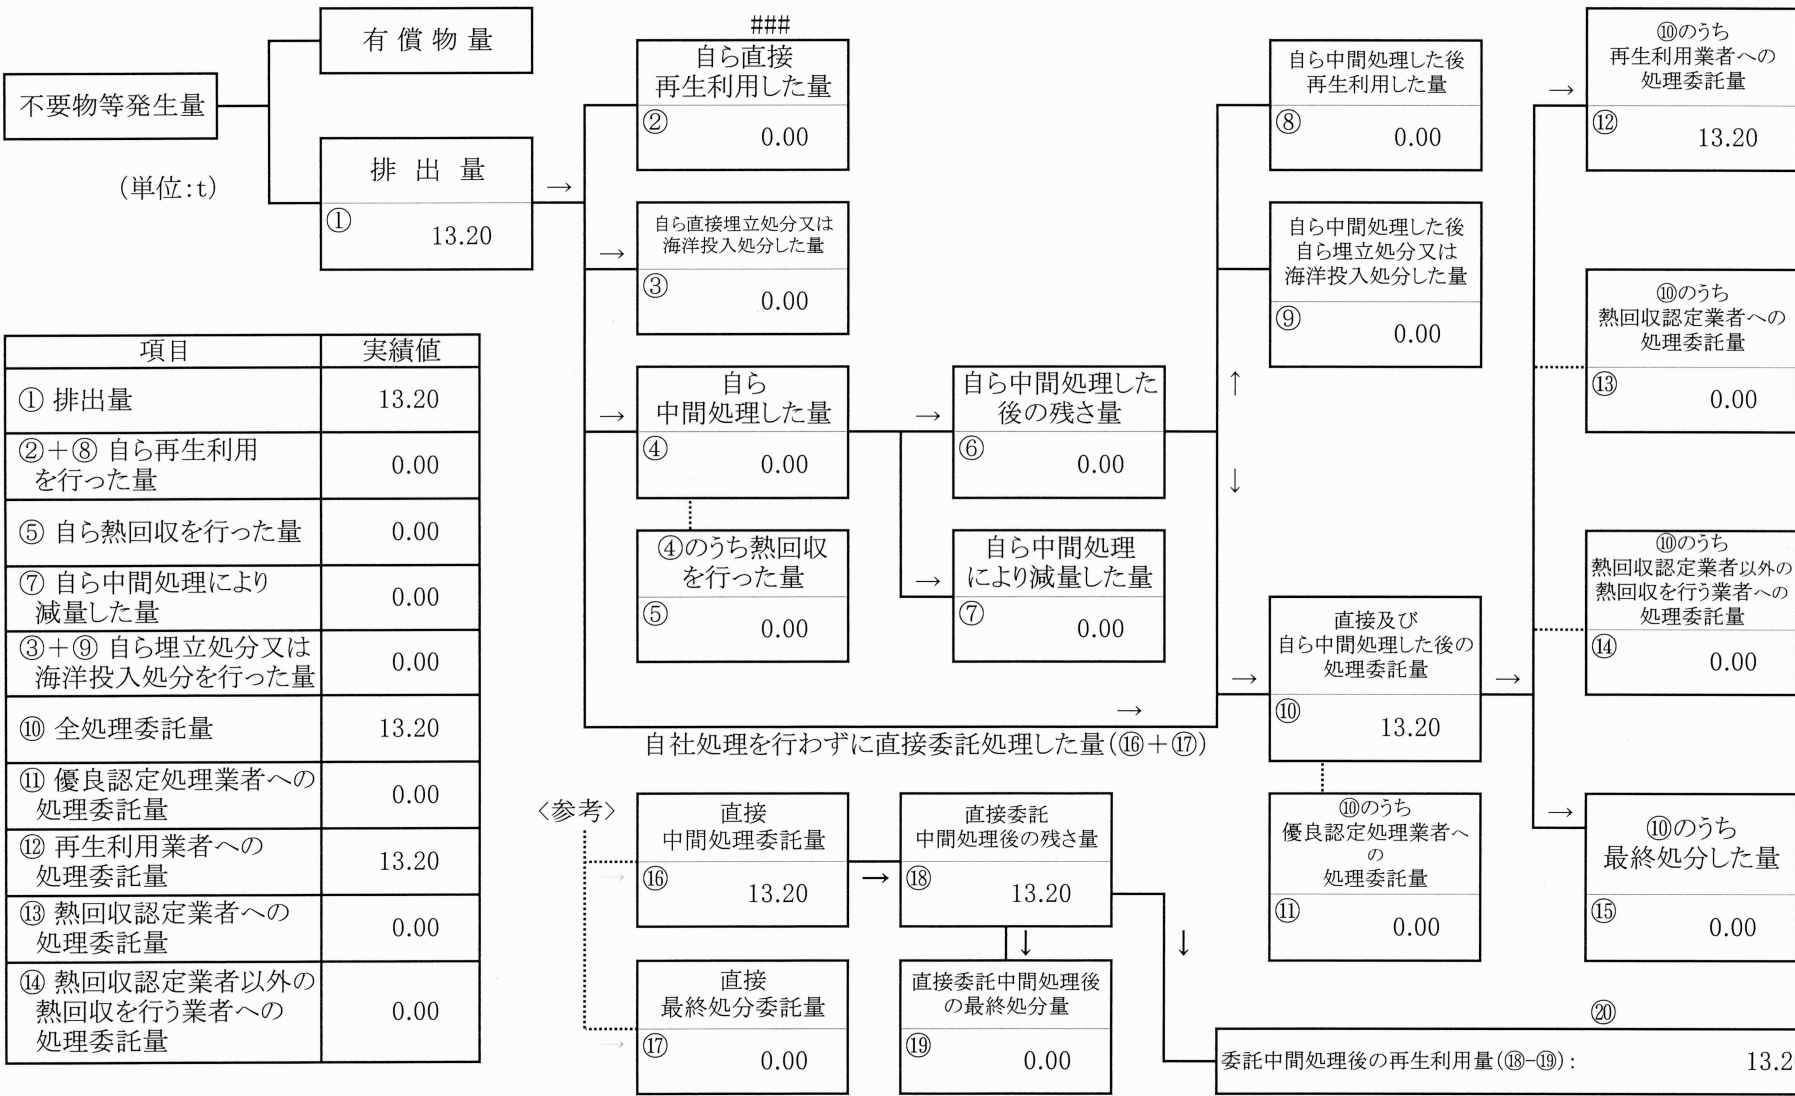 不要物等発生量
(単位:t)
有償物量
排出量
①
13.20
→
###
自ら直接
再生利用した量
②
0.00
→
自ら直接埋立処分又は
海洋投入処分した量
③
0.00
→
自ら
中間処理した量
④
0.00
④のうち熱回収
を行った量
⑤
0.00
→
自ら中間処理した
後の残さ量
⑥
0.00
→
自ら中間処理
により減量した量
⑦
0.00
→
自社処理を行わずに直接委託処理した量(⑯+⑰)
↑
↓
自ら中間処理した後
再生利用した量
⑧
0.00
自ら中間処理した後
自ら埋立処分又は
海洋投入処分した量
⑨
0.00
→
直接及び
自ら中間処理した後の
処理委託量
⑩
13.20
→
⑩のうち
優良認定処理業者へ
の
処理委託量
⑪
0.00
→
⑩のうち
再生利用業者への
処理委託量
⑫
13.20
⑩のうち
熱回収認定業者への
処理委託量
⑬
0.00
⑩のうち
熱回収認定業者以外の
熱回収を行う業者への
処理委託量
⑭
0.00
→
⑩のうち
最終処分した量
⑮
0.00
項目 実績値
① 排出量 13.20
②+⑧ 自ら再生利用
を行った量
0.00
⑤ 自ら熱回収を行った量 0.00
⑦ 自ら中間処理により
減量した量
0.00
③+⑨ 自ら埋立処分又は
海洋投入処分を行った量
0.00
⑩ 全処理委託量 13.20
⑪ 優良認定処理業者への
処理委託量
0.00
⑫ 再生利用業者への
処理委託量
13.20
⑬ 熱回収認定業者への
処理委託量
0.00
⑭ 熱回収認定業者以外の
熱回収を行う業者への
処理委託量
0.00
〈参考〉
→
直接
中間処理委託量
⑯
13.20
→
直接委託
中間処理後の残さ量
⑱
13.20
→
直接
最終処分委託量
⑰
0.00
↓
直接委託中間処理後
の最終処分量
⑲
0.00
↓
⑳
委託中間処理後の再生利用量(⑱-⑲): 13.2